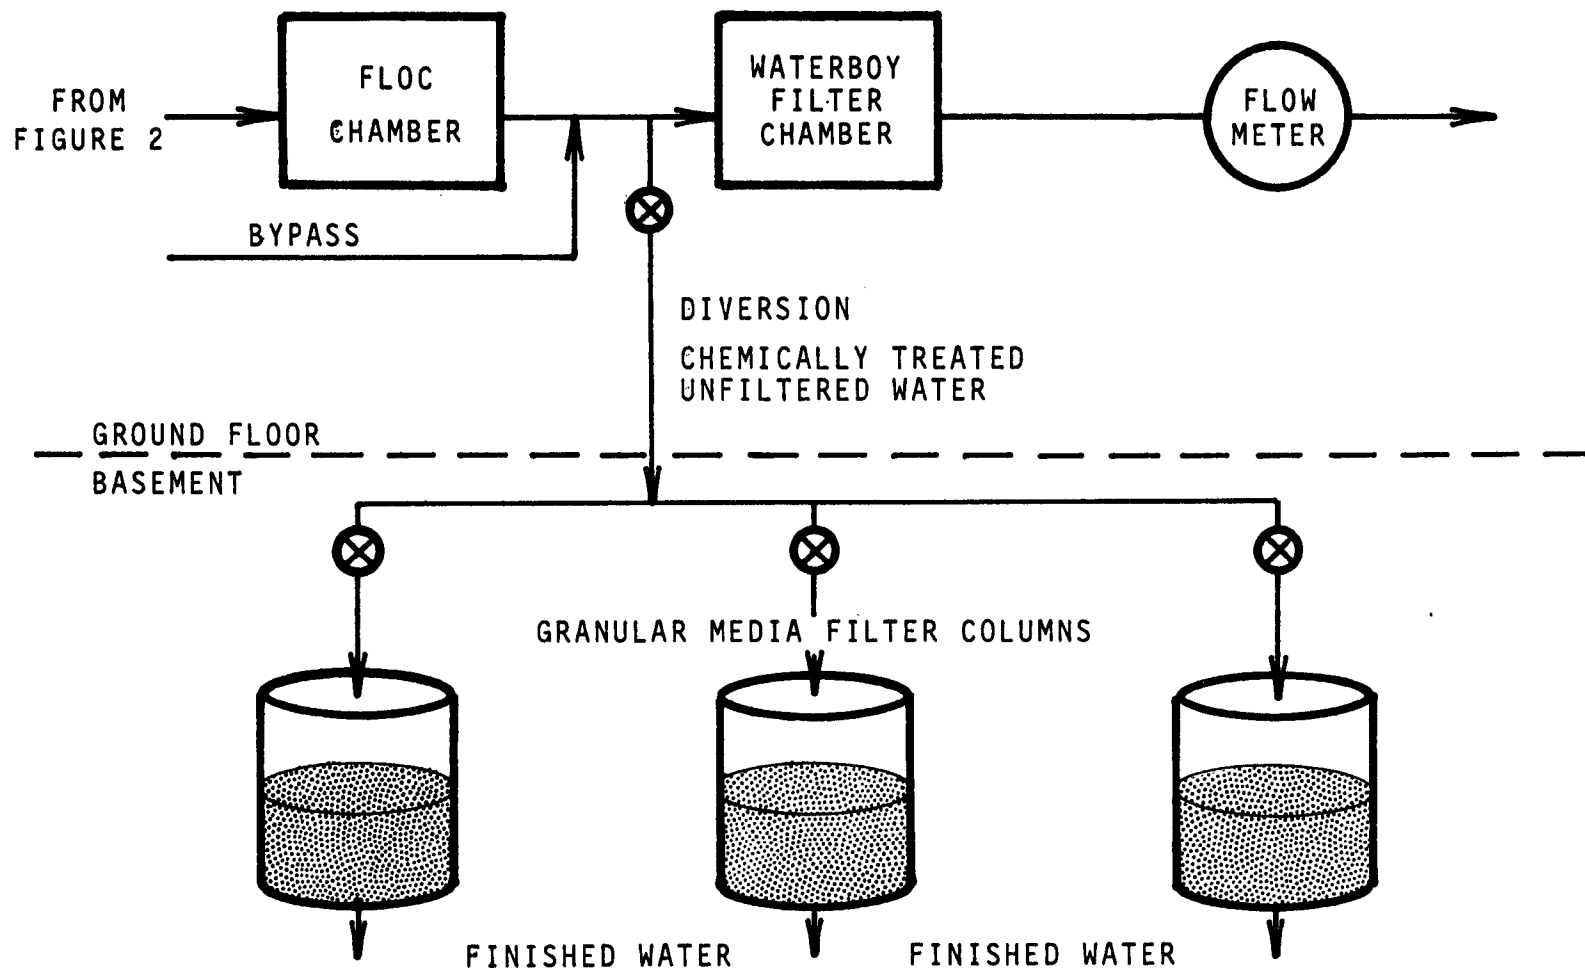 FROM
FIGURE 2
FLOC
CHAMBER
WATERBOY
FILTER
CHAMBER
FLOW
METER
BYPASS
DIVERSION
CHEMICALLY TREATED
UNFILTERED WATER
GROUND FLOOR
BASEMENT
GRANULAR MEDIA FILTER COLUMNS
FINISHED WATER
FINISHED WATER